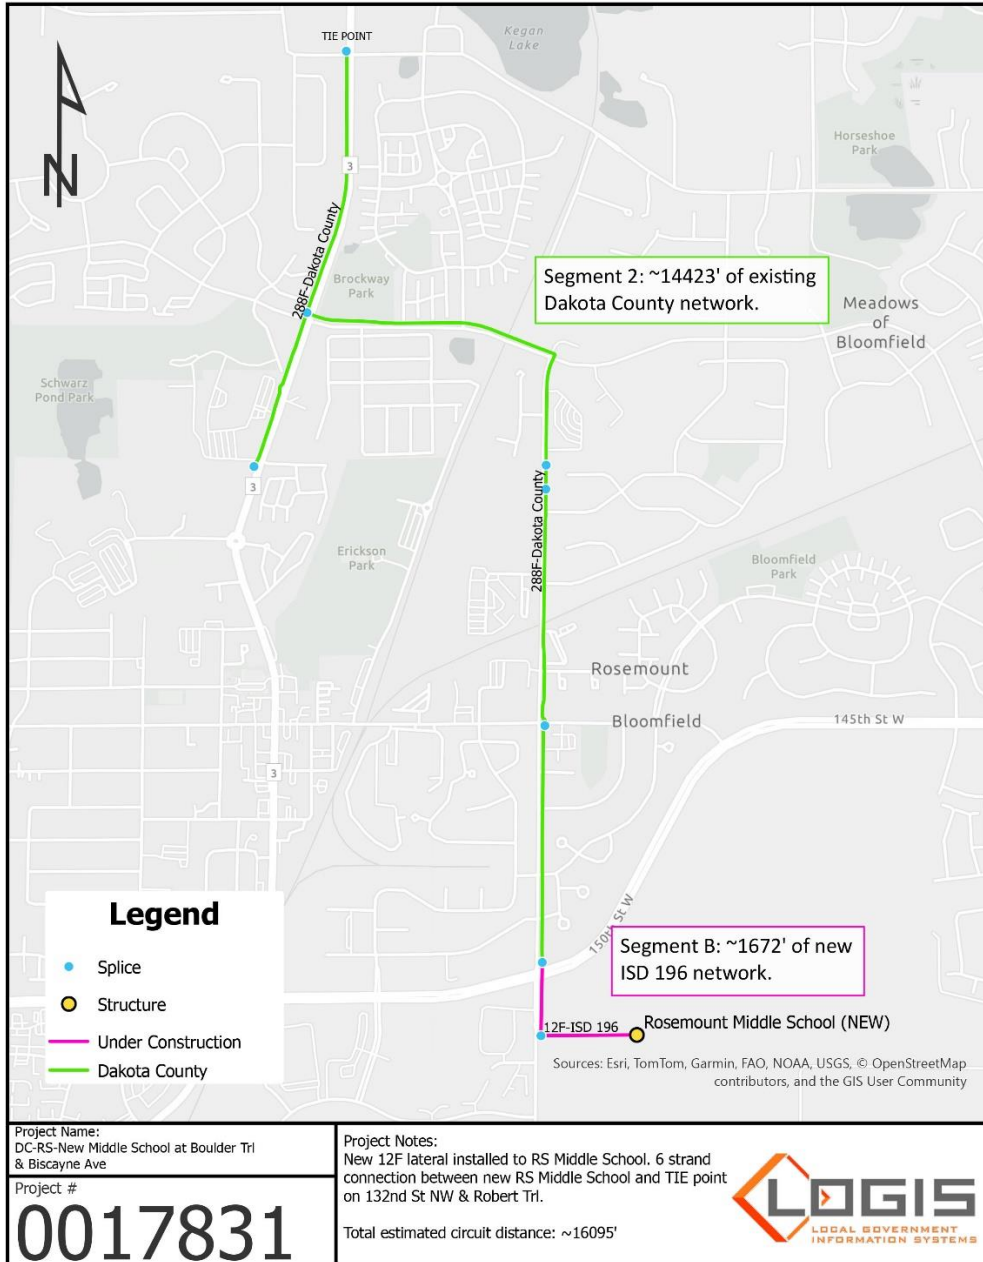 TIE POINT
Kegan
Lake
N
3
Horseshoe
Park
288F-Dakota County
Brockway
Park
Segment 2: ~14423' of existing
Dakota County network.
Meadows
of
Bloomfield
Schwarz
Pond Park
3
288F-Dakota County
Erickson
Park
Bloomfield
Park
Rosemount
Bloomfield
145th St W
3
150th St W
Legend
Splice
Structure
Under Construction
Dakota County
Segment B: ~1672' of new
ISD 196 network.
12F-ISD 196
Rosemount Middle School (NEW)
Sources: Esri, TomTom, Garmin, FAO, NOAA, USGS, © OpenStreetMap
contributors, and the GIS User Community
Project Name:
DC-RS-New Middle School at Boulder Trl
& Biscayne Ave
Project #
0017831
Project Notes:
New 12F lateral installed to RS Middle School. 6 strand
connection between new RS Middle School and TIE point
on 132nd St NW & Robert Trl.
Total estimated circuit distance: ~16095'
LOGIS
LOCAL GOVERNMENT
INFORMATION SYSTEMS